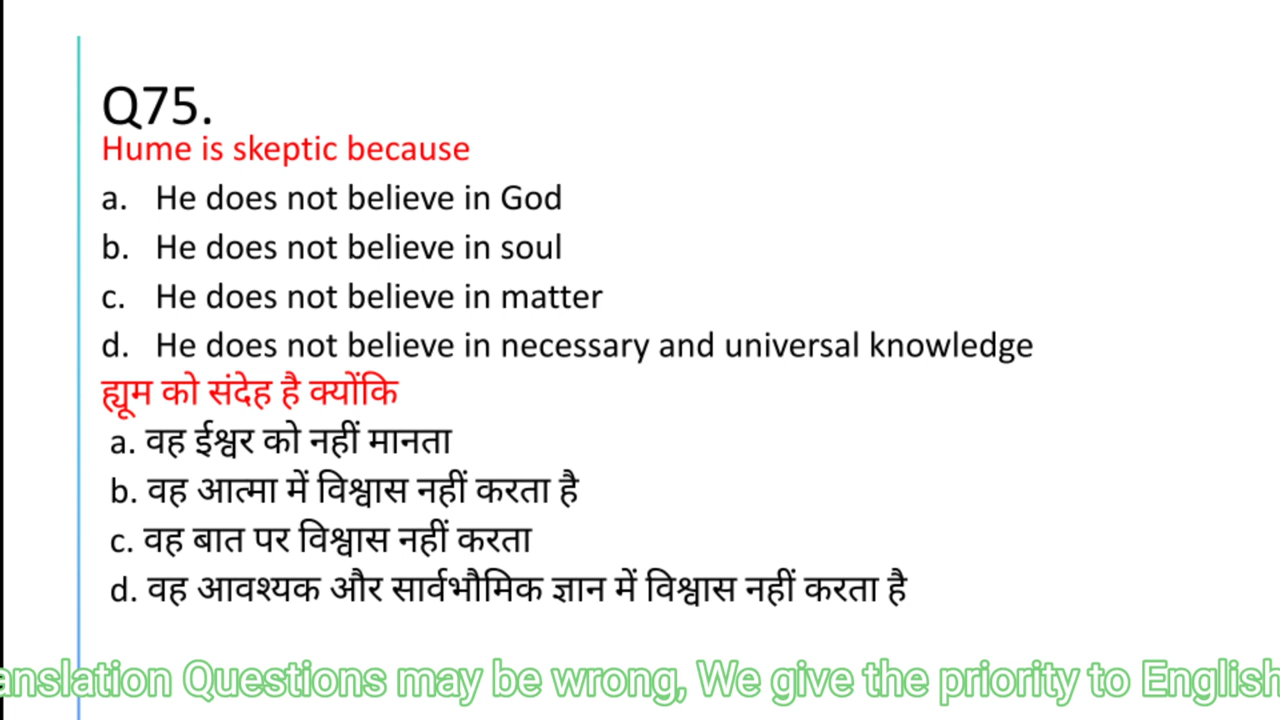 Q75.
Hume is skeptic because
a. He does not believe in God
b. He does not believe in soul
c. He does not believe in matter
d. He does not believe in necessary and universal knowledge
ह्यूम को संदेह है क्योंकि
a. वह ईश्वर को नहीं मानता
b. वह आत्मा में विश्वास नहीं करता है
c. वह बात पर विश्वास नहीं करता
d. वह आवश्यक और सार्वभौमिक ज्ञान में विश्वास नहीं करता है
anslation Questions may be wrong, We give the priority to English